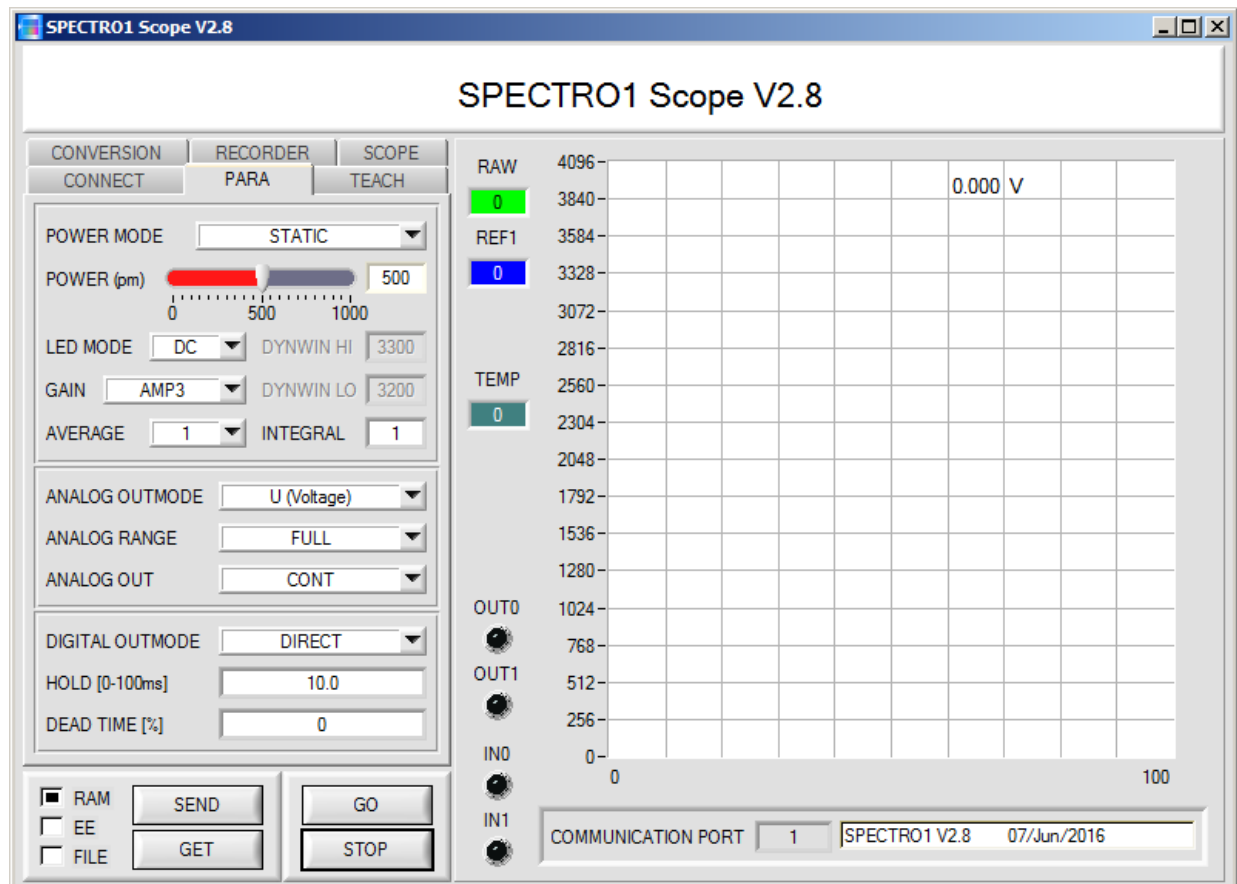 SPECTRO1 Scope V2.8
SPECTRO1 Scope V2.8
CONVERSION RECORDER SCOPE
CONNECT PARA TEACH
POWER MODE STATIC
POWER (pm) 500
0 500 1000
LED MODE DC DYNWIN HI 3300
GAIN AMP3 DYNWIN LO 3200
AVERAGE 1 INTEGRAL 1
ANALOG OUTMODE U (Voltage)
ANALOG RANGE FULL
ANALOG OUT CONT
DIGITAL OUTMODE DIRECT
HOLD [0-100ms] 10.0
DEAD TIME [%] 0
RAM
EE
FILE
SEND
GET
GO
STOP
RAW
0
REF1
0
TEMP
0
OUT0
OUT1
IN0
IN1
4096
3840
3584
3328
3072
2816
2560
2304
2048
1792
1536
1280
1024
768
512
256
0
0.000 V
0 100
COMMUNICATION PORT 1 SPECTRO1 V2.8 07/Jun/2016